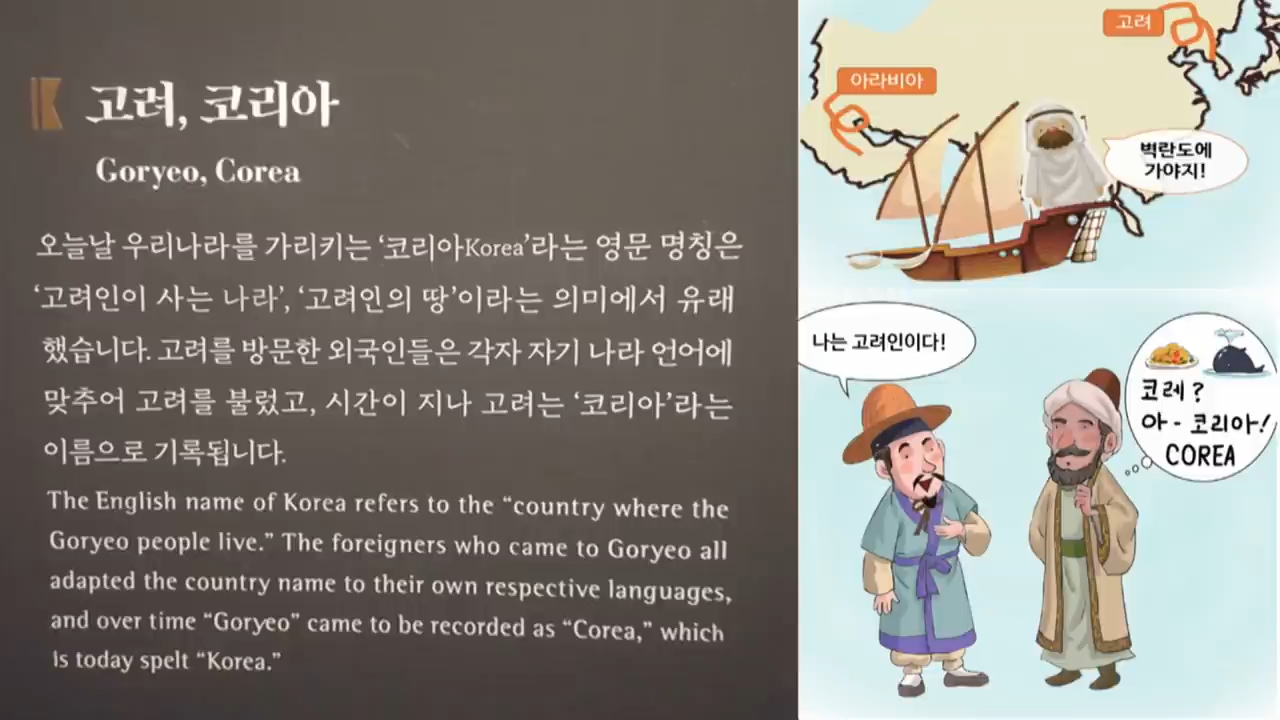 고려, 코리아
Goryeo, Corea
오늘날 우리나라를 가리키는 ‘코리아Korea’라는 영문 명칭은
‘고려인이 사는 나라’, ‘고려인의 땅’이라는 의미에서 유래
했습니다. 고려를 방문한 외국인들은 각자 자기 나라 언어에
맞추어 고려를 불렀고, 시간이 지나 고려는 ‘코리아’라는
이름으로 기록됩니다.
The English name of Korea refers to the “country where the
Goryeo people live.” The foreigners who came to Goryeo all
adapted the country name to their own respective languages,
and over time “Goryeo” came to be recorded as “Corea,” which
is today spelt “Korea.”
고려
아라비아
벽란도에
가야지!
나는 고려인이다!
코레?
아- 코리아!
COREA